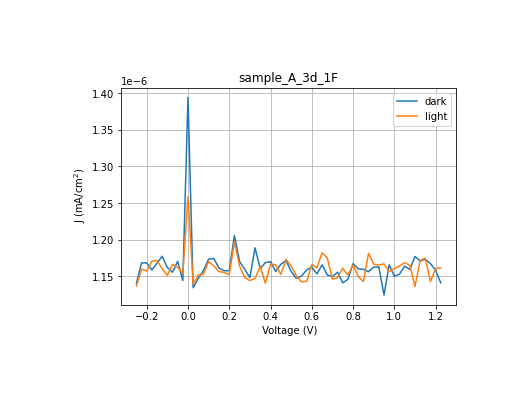 sample_A_3d_1F
1e−6
1.40
1.35
1.30
1.25
1.20
1.15
J (mA/cm²)
dark
light
−0.2 0.0 0.2 0.4 0.6 0.8 1.0 1.2
Voltage (V)